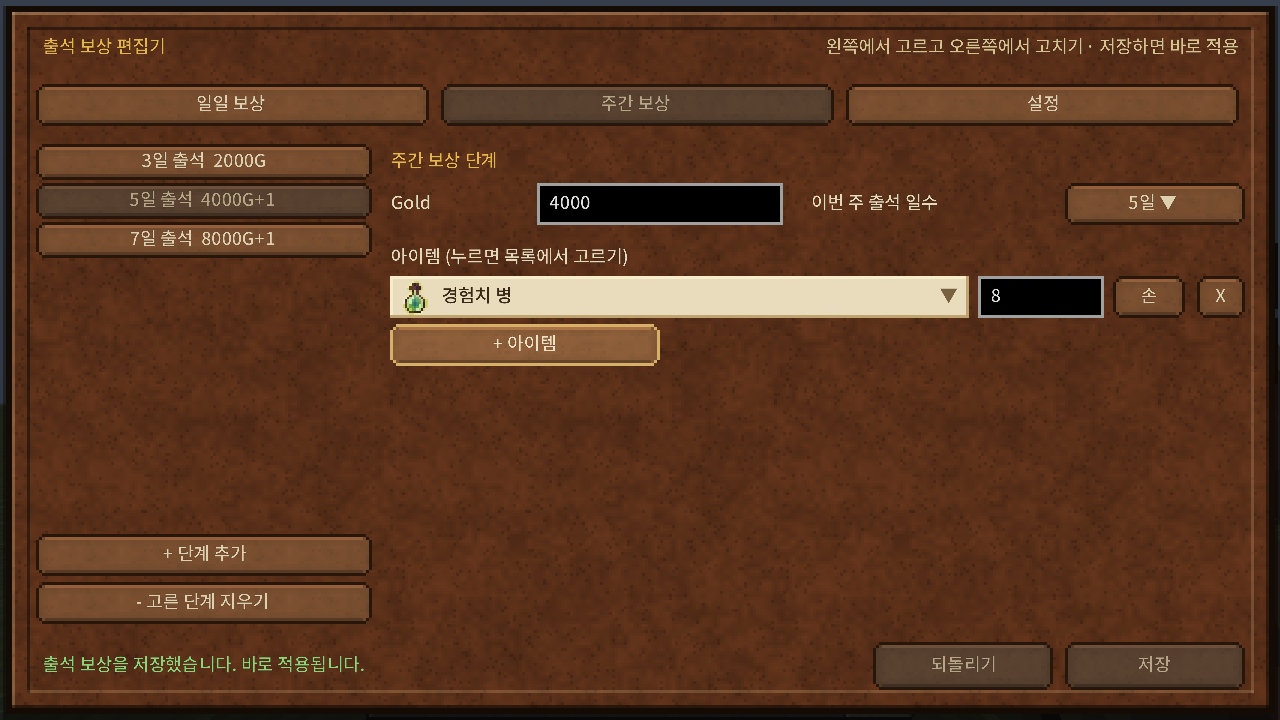 출석 보상 편집기
왼쪽에서 고르고 오른쪽에서 고치기 · 저장하면 바로 적용
일일 보상
주간 보상
설정
3일 출석 2000G
5일 출석 4000G+1
7일 출석 8000G+1
주간 보상 단계
Gold
4000
이번 주 출석 일수
5일 ▼
아이템 (누르면 목록에서 고르기)
경험치 병
▼
8
손
X
+ 아이템
+ 단계 추가
- 고른 단계 지우기
출석 보상을 저장했습니다. 바로 적용됩니다.
되돌리기
저장